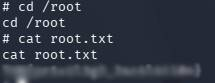 # cd /root
cd /root
# cat root.txt
cat root.txt